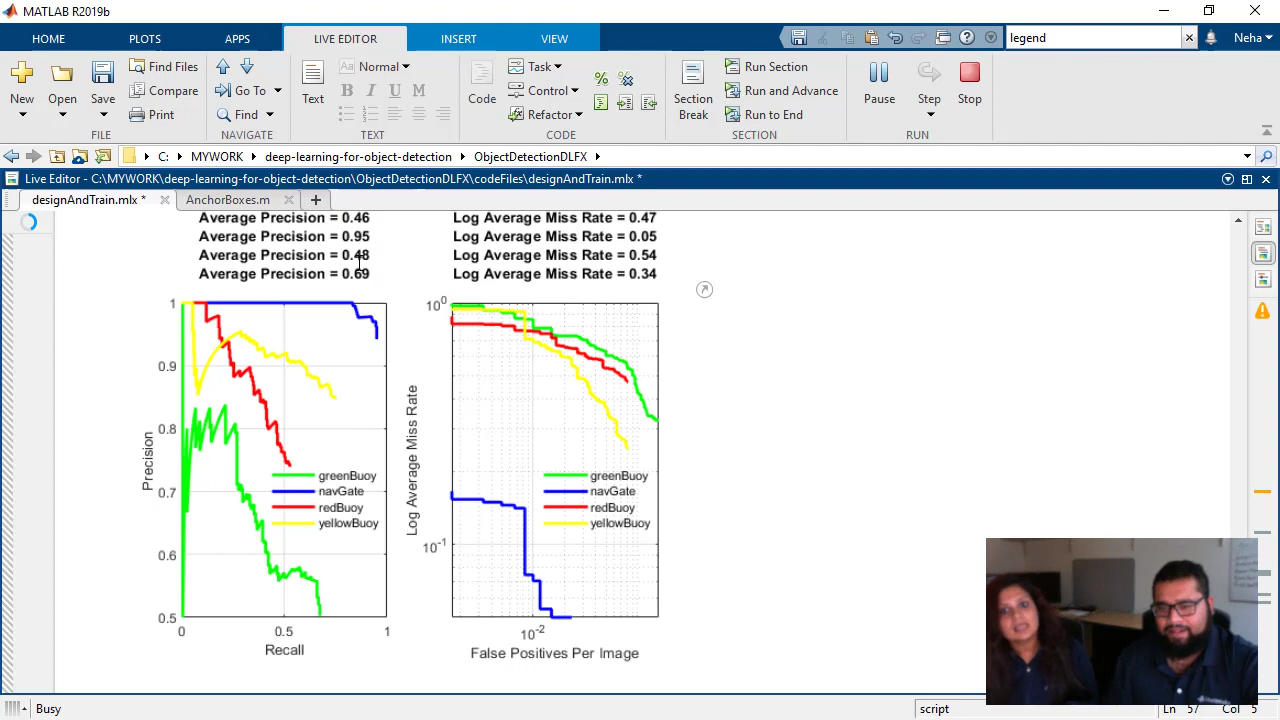 MATLAB R2019b
HOME PLOTS APPS LIVE EDITOR INSERT VIEW legend Neha
New Open Save Find Files Compare Print Go To Find Text Aa Normal B I U M Code Task Control Refactor Section Break Run Section Run and Advance Run to End Pause Step Stop
FILE NAVIGATE TEXT CODE SECTION RUN
C: MYWORK deep-learning-for-object-detection ObjectDetectionDLFX
Live Editor - C:\MYWORK\deep-learning-for-object-detection\ObjectDetectionDLFX\codeFiles\designAndTrain.mlx *
designAndTrain.mlx * AnchorBoxes.m
Average Precision = 0.46
Average Precision = 0.95
Average Precision = 0.48
Average Precision = 0.69
Log Average Miss Rate = 0.47
Log Average Miss Rate = 0.05
Log Average Miss Rate = 0.54
Log Average Miss Rate = 0.34
1
0.9
0.8
0.7
0.6
0.5
Precision
0 0.5 1
Recall
greenBuoy
navGate
redBuoy
yellowBuoy
10^0
10^-1
Log Average Miss Rate
10^-2
False Positives Per Image
greenBuoy
navGate
redBuoy
yellowBuoy
Busy script Ln 57 Col 5